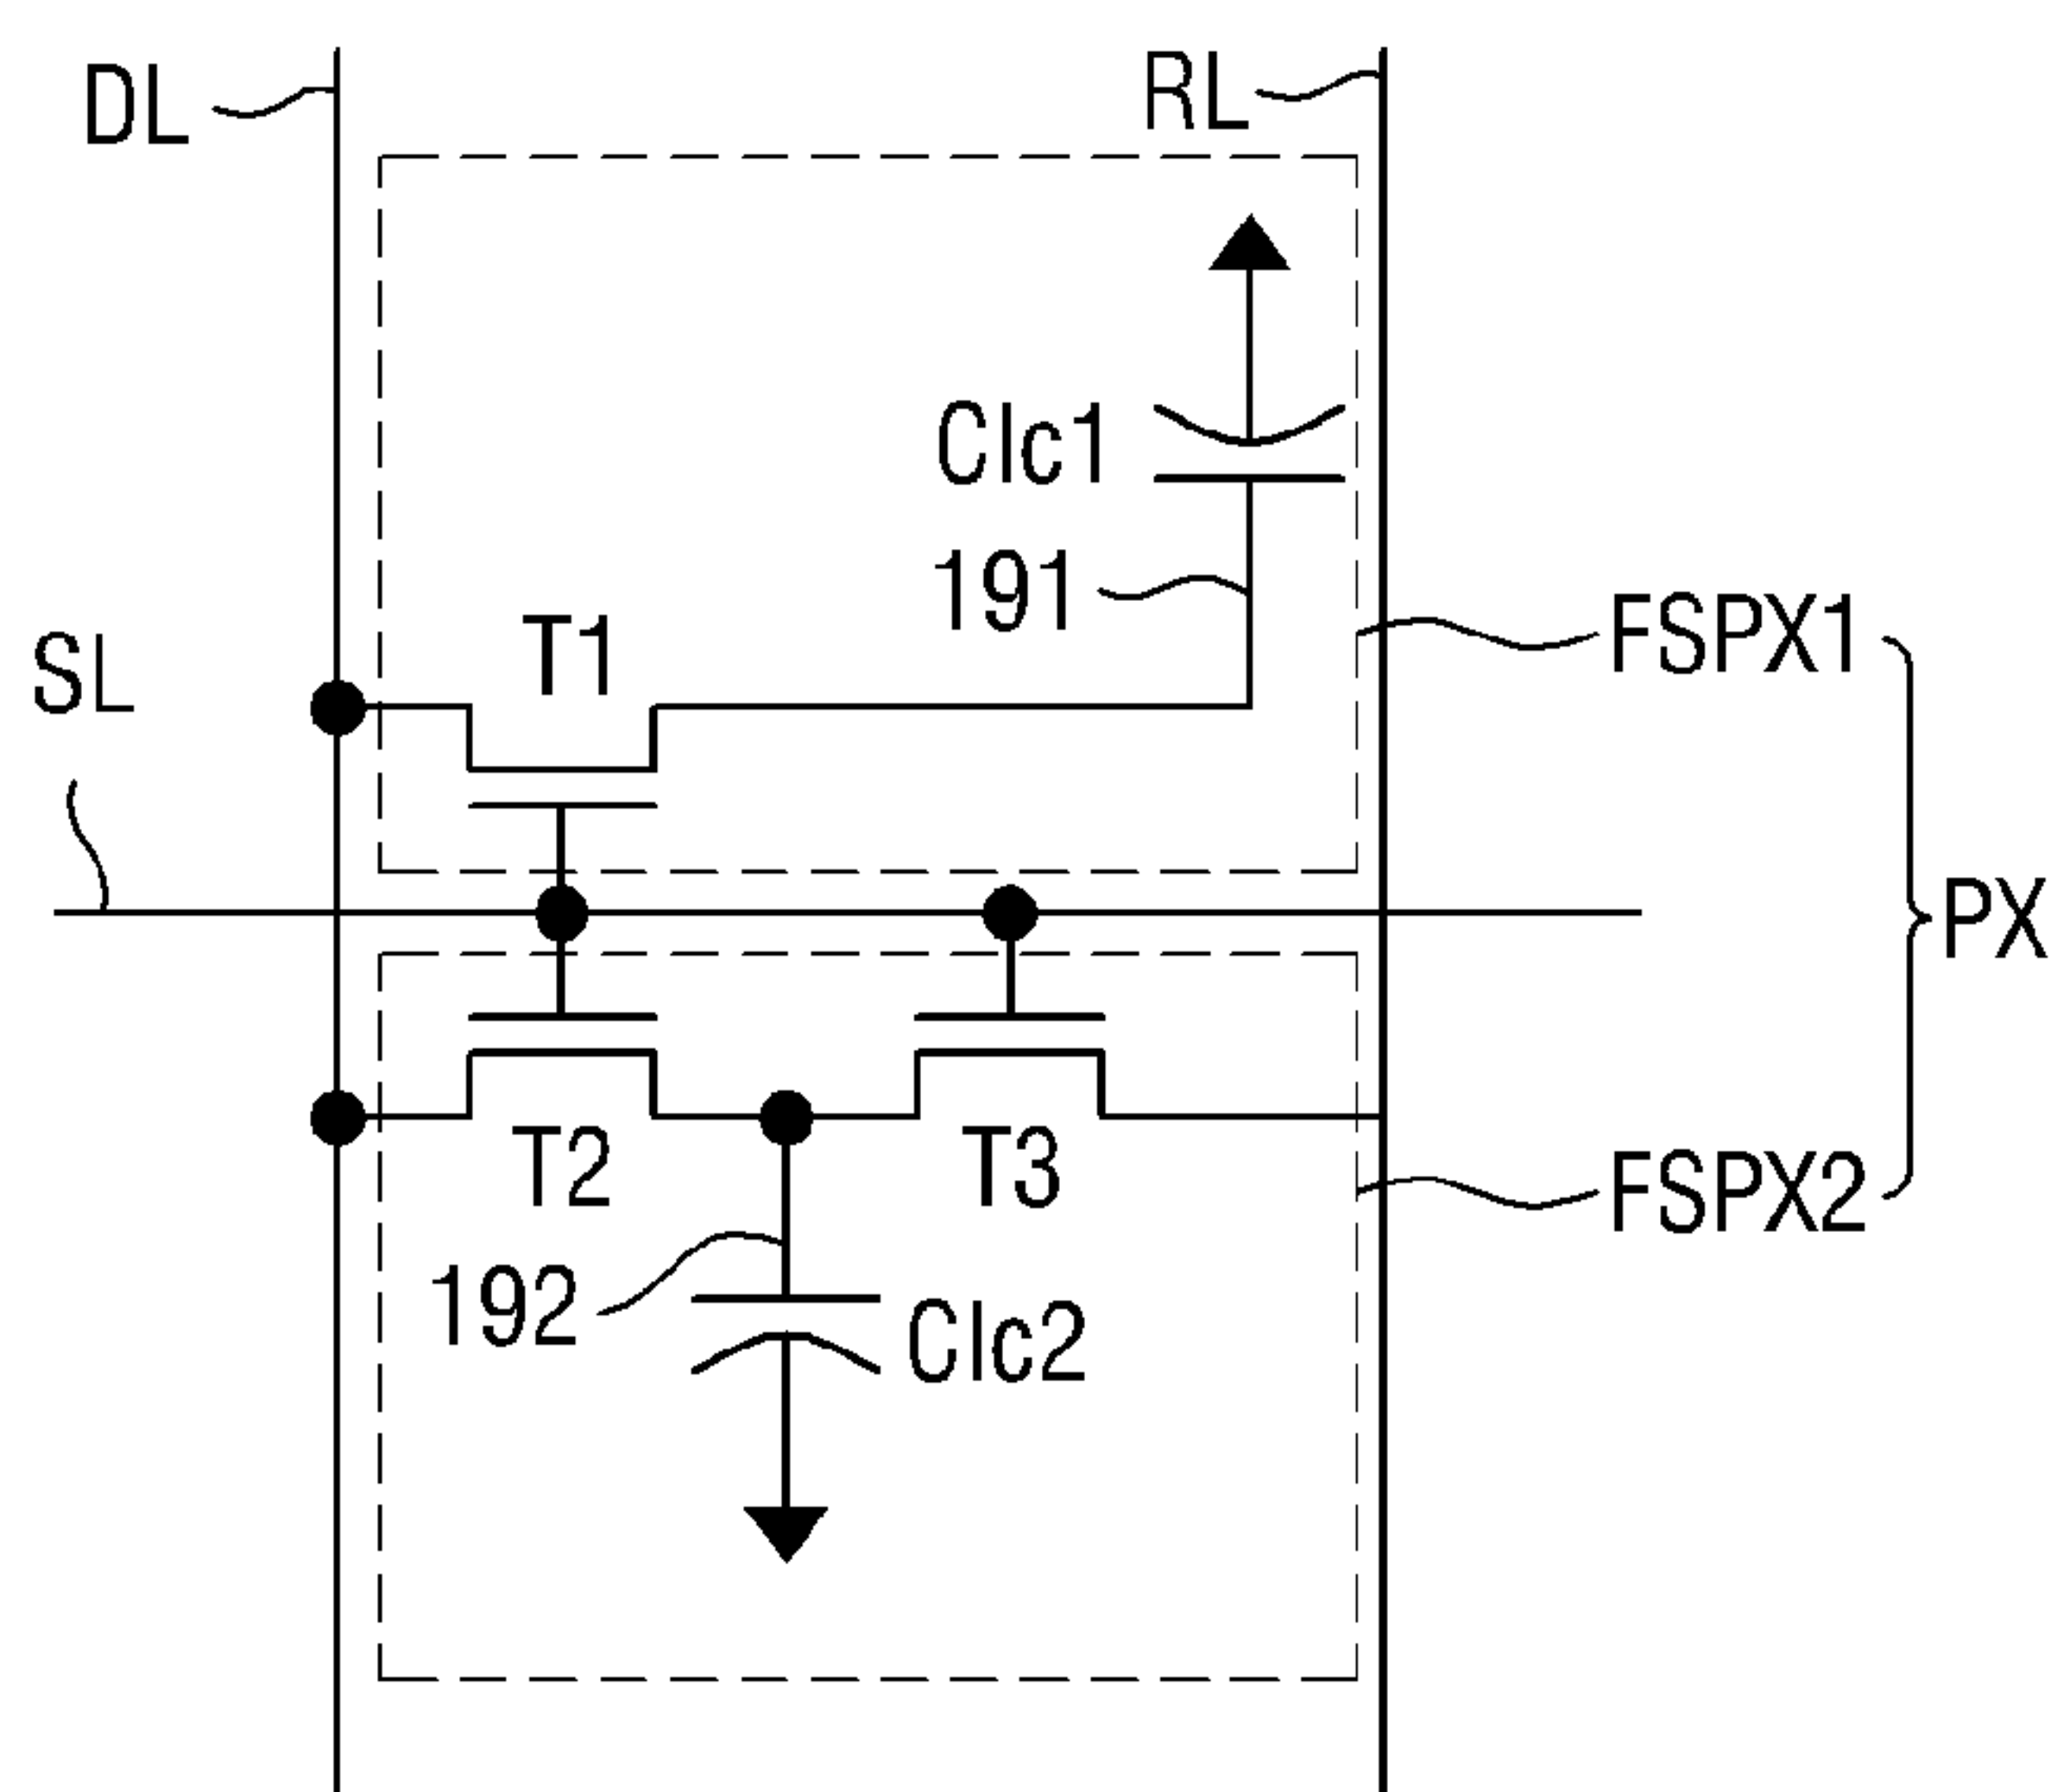 DL
RL
Clc1
191
FSPX1
T1
SL
PX
T2
T3
FSPX2
192
Clc2